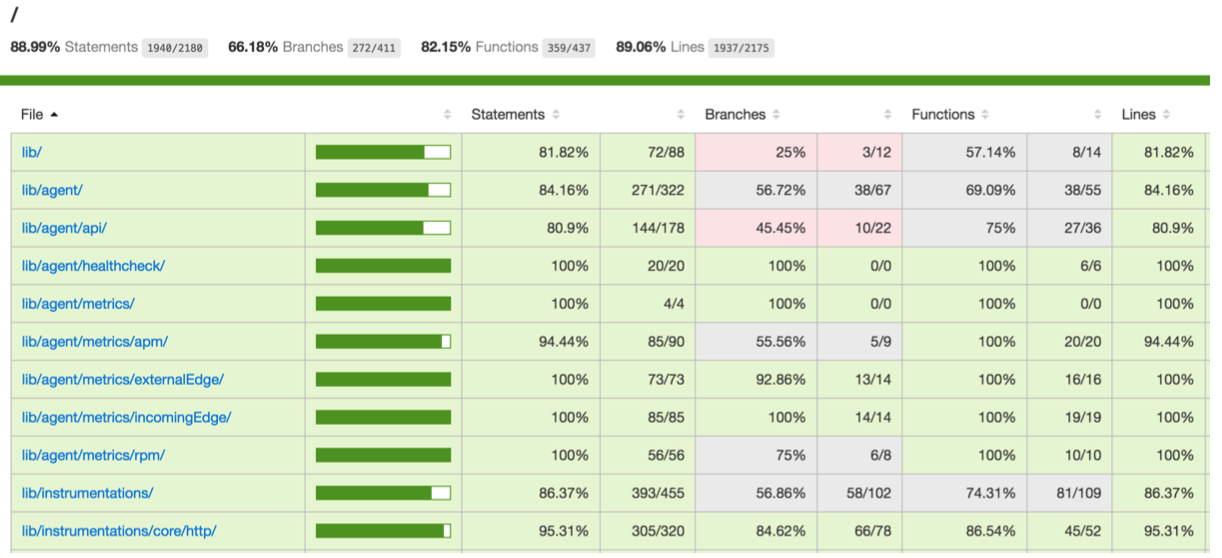 /
88.99% Statements 1940/2180 66.18% Branches 272/411 82.15% Functions 359/437 89.06% Lines 1937/2175
File Statements Branches Functions Lines
lib/ 81.82% 72/88 25% 3/12 57.14% 8/14 81.82%
lib/agent/ 84.16% 271/322 56.72% 38/67 69.09% 38/55 84.16%
lib/agent/api/ 80.9% 144/178 45.45% 10/22 75% 27/36 80.9%
lib/agent/healthcheck/ 100% 20/20 100% 0/0 100% 6/6 100%
lib/agent/metrics/ 100% 4/4 100% 0/0 100% 0/0 100%
lib/agent/metrics/apm/ 94.44% 85/90 55.56% 5/9 100% 20/20 94.44%
lib/agent/metrics/externalEdge/ 100% 73/73 92.86% 13/14 100% 16/16 100%
lib/agent/metrics/incomingEdge/ 100% 85/85 100% 14/14 100% 19/19 100%
lib/agent/metrics/rpm/ 100% 56/56 75% 6/8 100% 10/10 100%
lib/instrumentations/ 86.37% 393/455 56.86% 58/102 74.31% 81/109 86.37%
lib/instrumentations/core/http/ 95.31% 305/320 84.62% 66/78 86.54% 45/52 95.31%